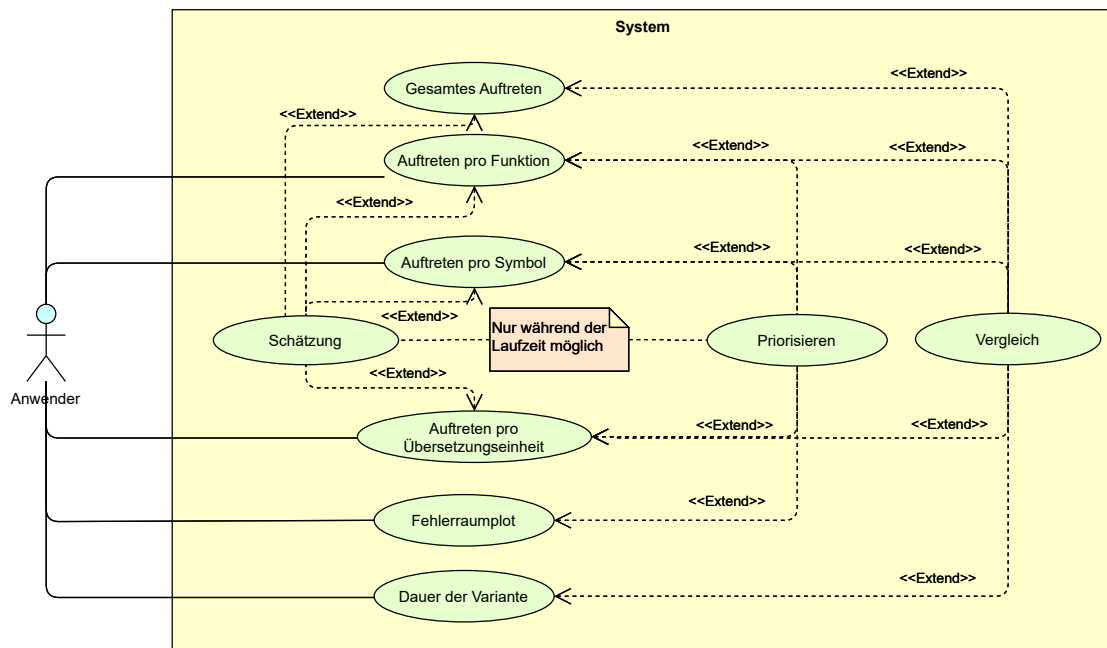 System
Gesamtes Auftreten
<<Extend>>
<<Extend>>
Auftreten pro Funktion
<<Extend>>
<<Extend>>
<<Extend>>
Auftreten pro Symbol
<<Extend>>
<<Extend>>
<<Extend>>
Schätzung
Nur während der
Laufzeit möglich
Priorisieren
Vergleich
<<Extend>>
Anwender
Auftreten pro
Übersetzungseinheit
<<Extend>>
<<Extend>>
Fehlerraumplot
<<Extend>>
Dauer der Variante
<<Extend>>